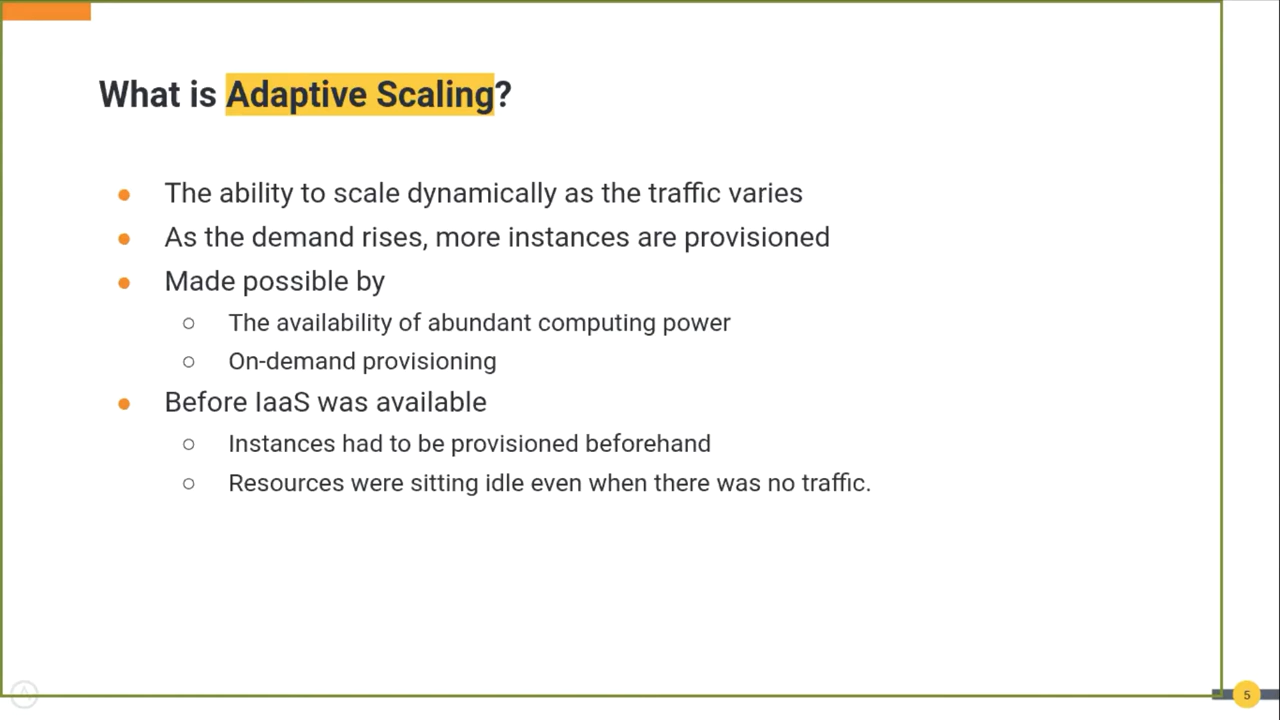 What is Adaptive Scaling?
● The ability to scale dynamically as the traffic varies
● As the demand rises, more instances are provisioned
● Made possible by
○ The availability of abundant computing power
○ On-demand provisioning
● Before IaaS was available
○ Instances had to be provisioned beforehand
○ Resources were sitting idle even when there was no traffic.
5